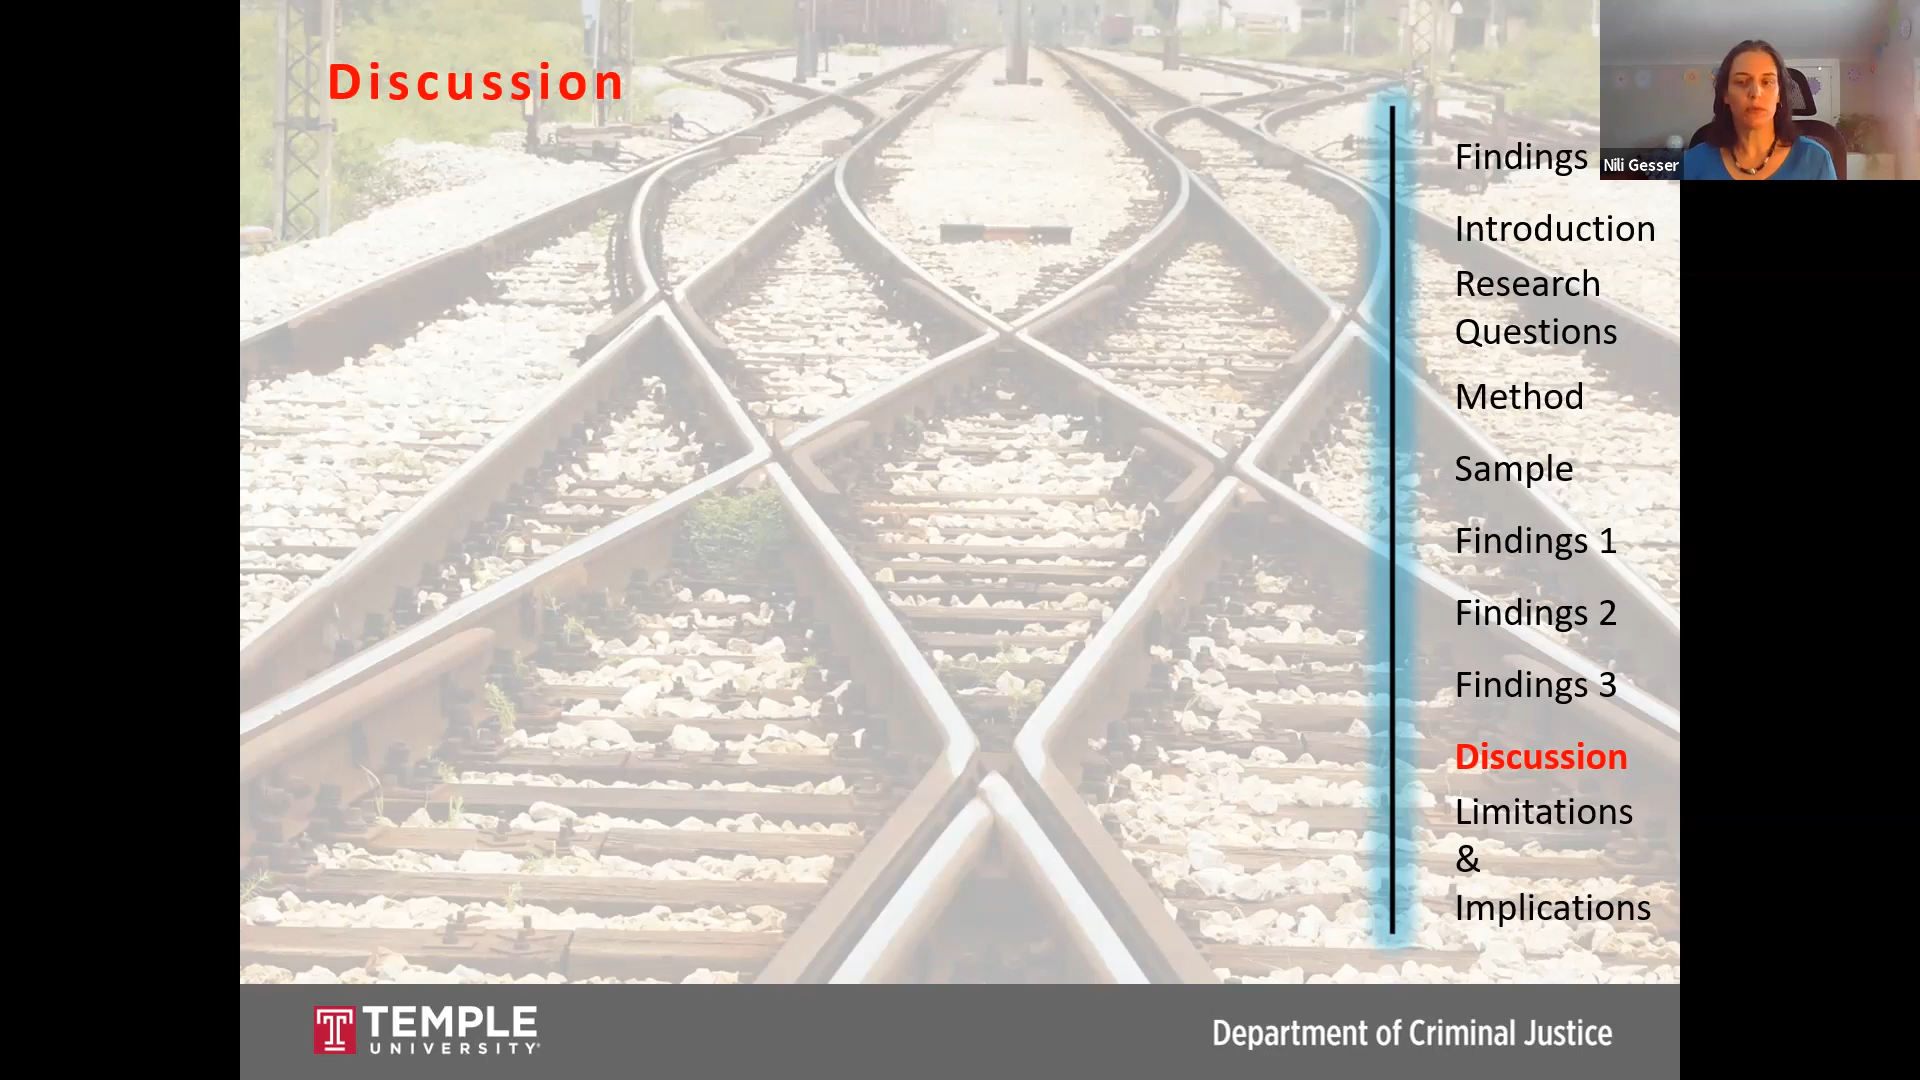 Discussion
Findings
Introduction
Research
Questions
Method
Sample
Findings 1
Findings 2
Findings 3
Discussion
Limitations
&
Implications
Nili Gesser
TEMPLE
UNIVERSITY
Department of Criminal Justice